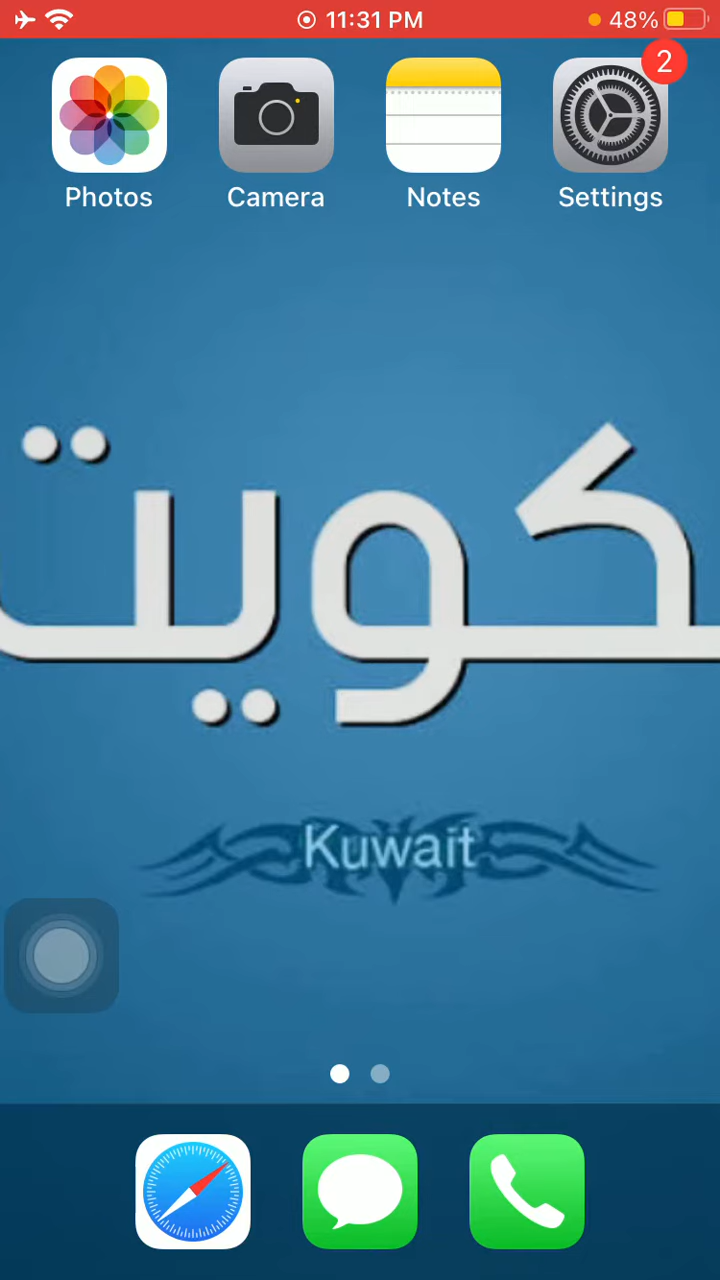 11:31 PM
48%
2
Photos
Camera
Notes
Settings
كويت
Kuwait